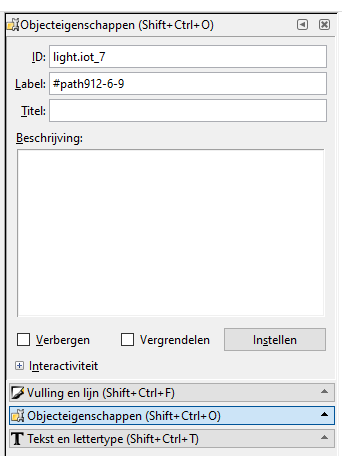 Objecteigenschappen (Shift+Ctrl+O)
ID: light.iot_7
Label: #path912-6-9
Titel:
Beschrijving:
Verbergen Vergrendelen Instellen
Interactiviteit
Vulling en lijn (Shift+Ctrl+F)
Objecteigenschappen (Shift+Ctrl+O)
Tekst en lettertype (Shift+Ctrl+T)